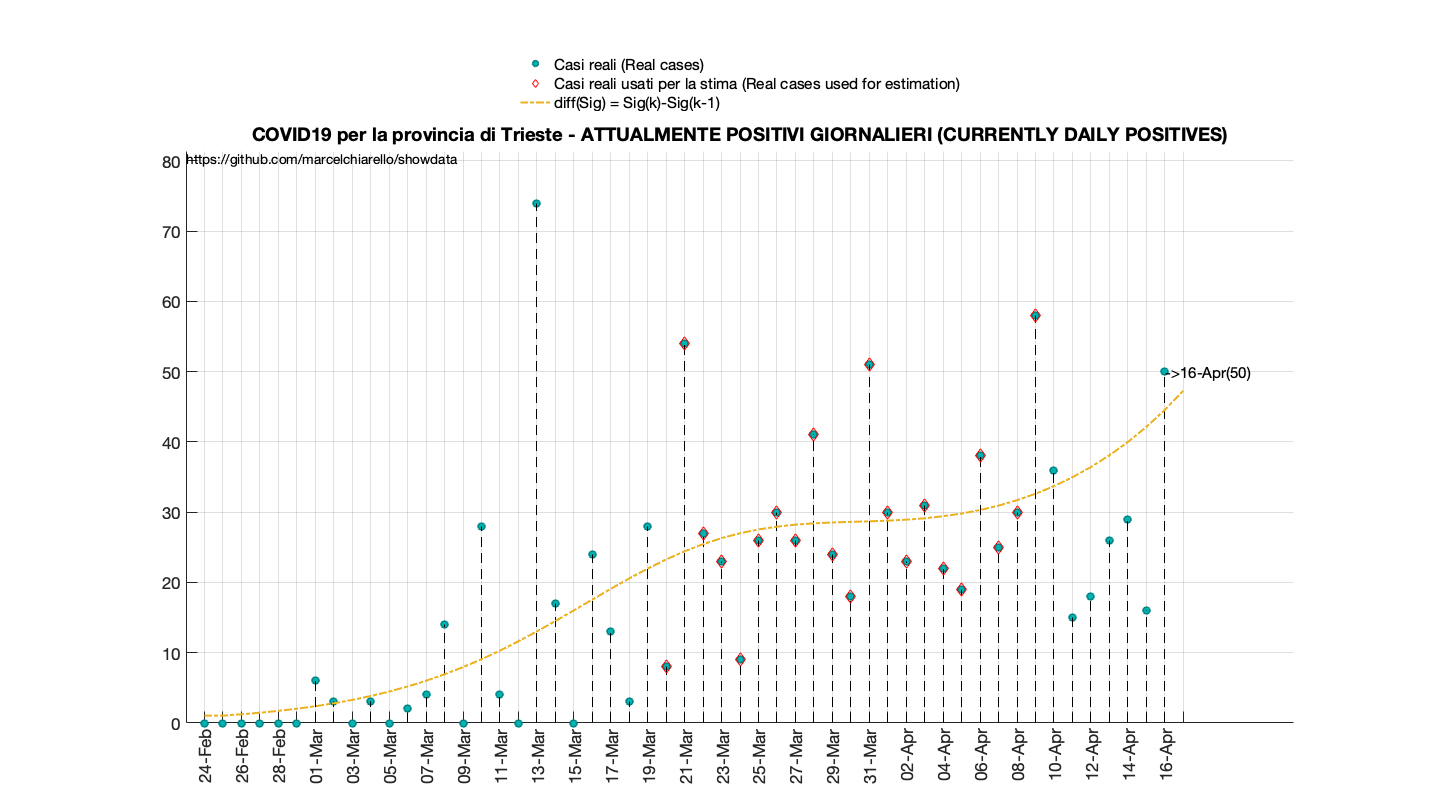 Casi reali (Real cases)
Casi reali usati per la stima (Real cases used for estimation)
diff(Sig) = Sig(k)-Sig(k-1)
COVID19 per la provincia di Trieste - ATTUALMENTE POSITIVI GIORNALIERI (CURRENTLY DAILY POSITIVES)
https://github.com/marcelchiarello/showdata
80
70
60
50
40
30
20
10
0
->16-Apr(50)
24-Feb
26-Feb
28-Feb
01-Mar
03-Mar
05-Mar
07-Mar
09-Mar
11-Mar
13-Mar
15-Mar
17-Mar
19-Mar
21-Mar
23-Mar
25-Mar
27-Mar
29-Mar
31-Mar
02-Apr
04-Apr
06-Apr
08-Apr
10-Apr
12-Apr
14-Apr
16-Apr